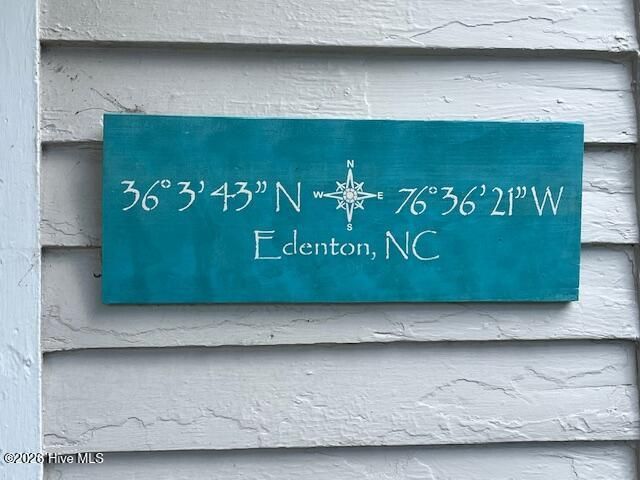 36°3'43"N N W E S 76°36'21"W
Edenton, NC
©2026 Hive MLS